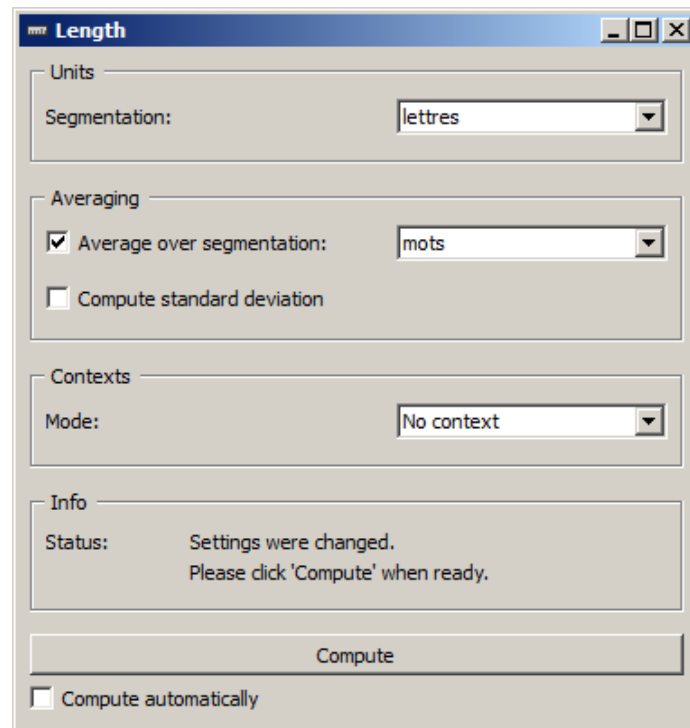 Length
Units
Segmentation: lettres
Averaging
Average over segmentation: mots
Compute standard deviation
Contexts
Mode: No context
Info
Status: Settings were changed.
Please click 'Compute' when ready.
Compute
Compute automatically